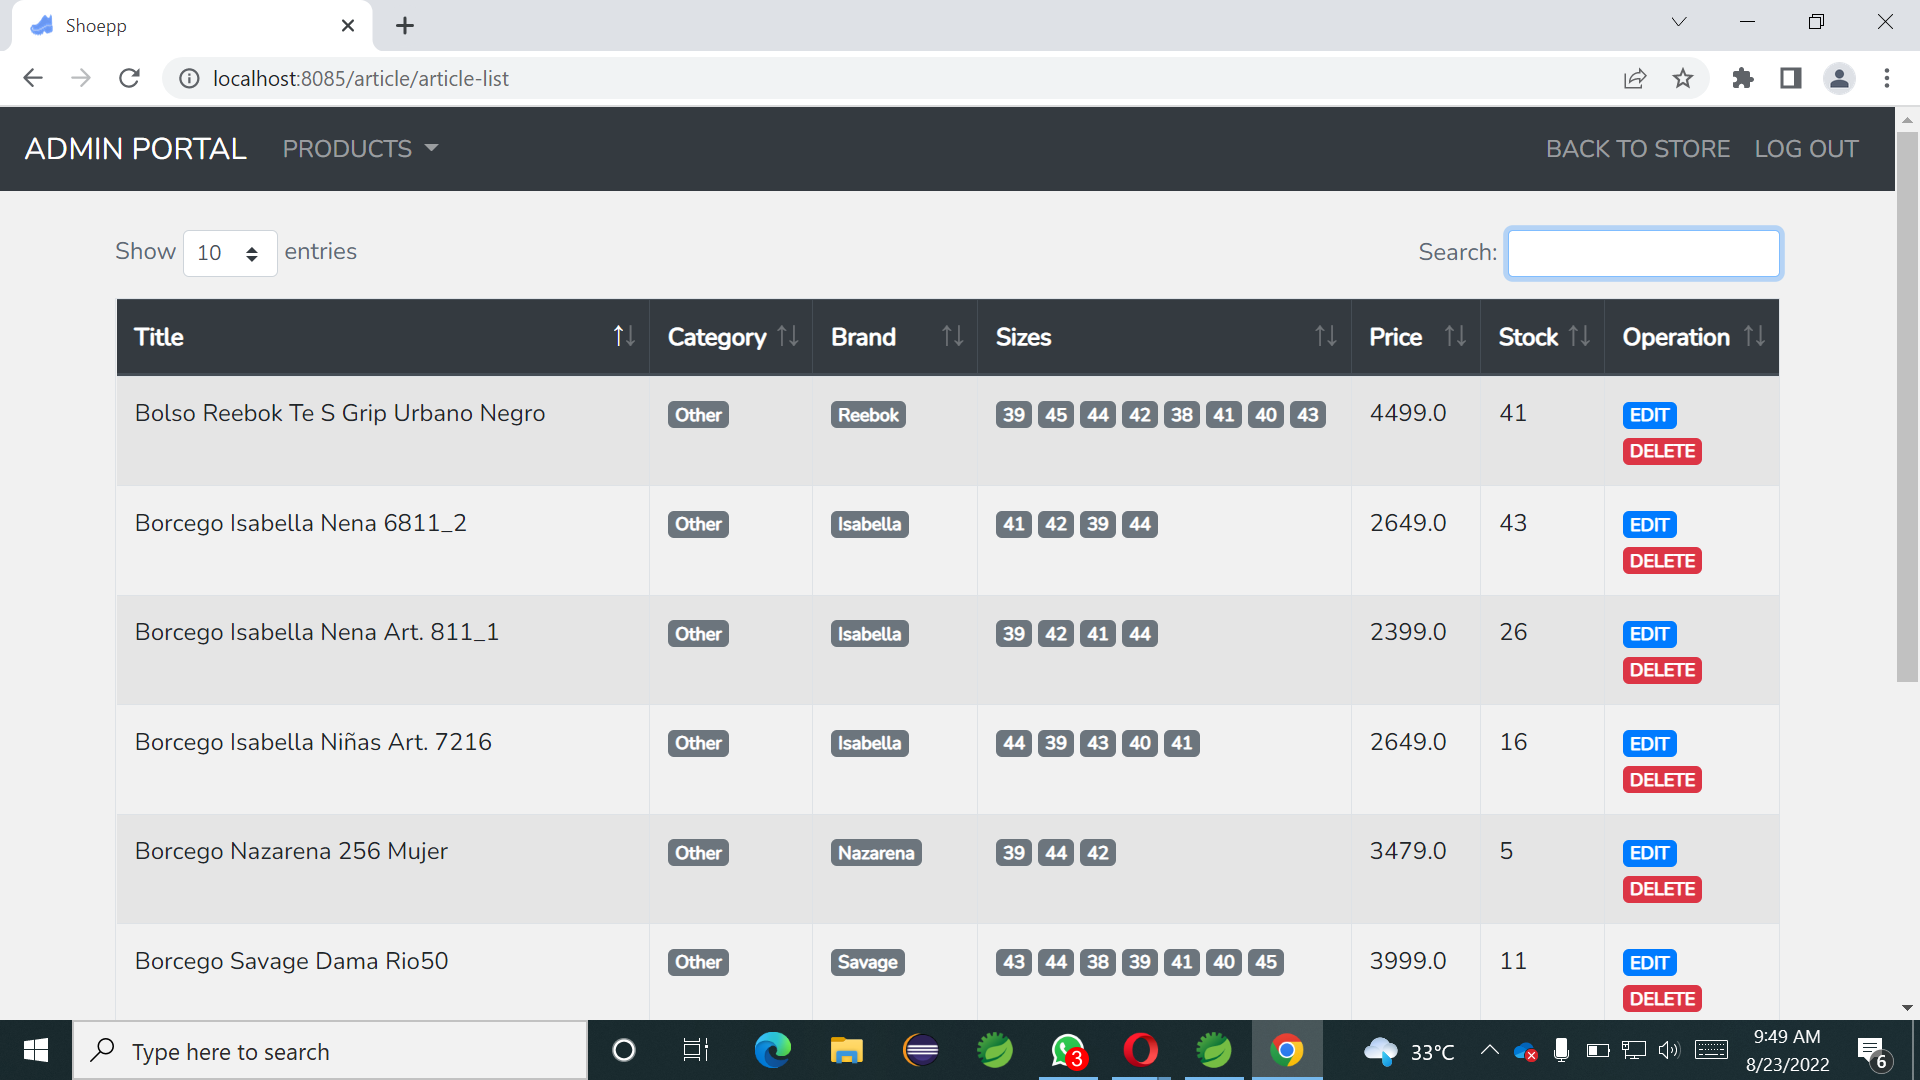 Shoepp
localhost:8085/article/article-list
ADMIN PORTAL PRODUCTS BACK TO STORE LOG OUT
Show 10 entries Search:
Title Category Brand Sizes Price Stock Operation
Bolso Reebok Te S Grip Urbano Negro Other Reebok 39 45 44 42 38 41 40 43 4499.0 41 EDIT
DELETE
Borcego Isabella Nena 6811_2 Other Isabella 41 42 39 44 2649.0 43 EDIT
DELETE
Borcego Isabella Nena Art. 811_1 Other Isabella 39 42 41 44 2399.0 26 EDIT
DELETE
Borcego Isabella Niñas Art. 7216 Other Isabella 44 39 43 40 41 2649.0 16 EDIT
DELETE
Borcego Nazarena 256 Mujer Other Nazarena 39 44 42 3479.0 5 EDIT
DELETE
Borcego Savage Dama Rio50 Other Savage 43 44 38 39 41 40 45 3999.0 11 EDIT
DELETE
Type here to search 3 33°C 9:49 AM
8/23/2022 6